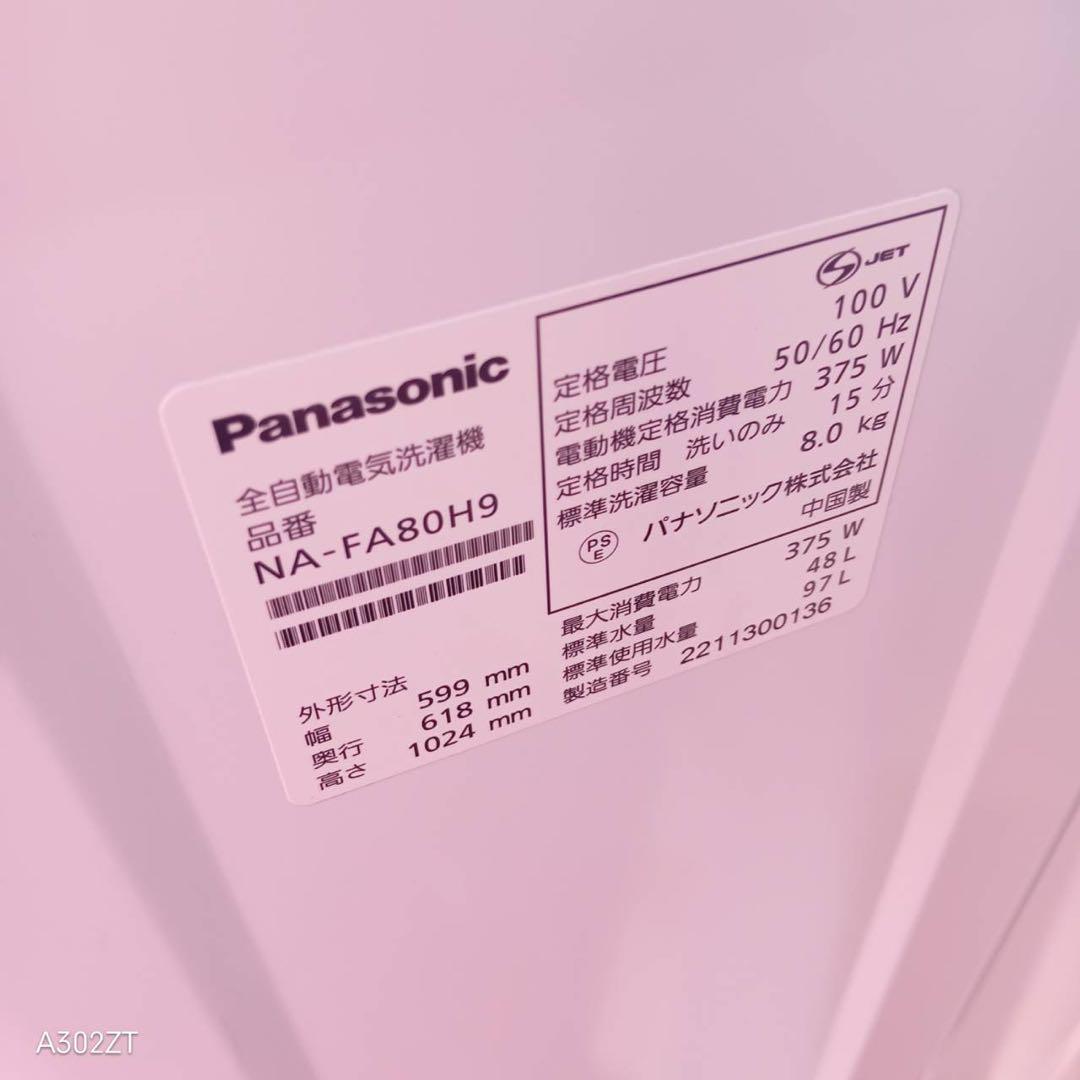 Panasonic
全自動電気洗濯機
品番
NA-FA80H9
外形寸法
幅 599 mm
奥行 618 mm
高さ 1024 mm
JET
定格電圧 100 V
定格周波数 50/60 Hz
電動機定格消費電力 375 W
定格時間 洗いのみ 15 分
標準洗濯容量 8.0 kg
PSE パナソニック株式会社
中国製
最大消費電力 375 W
標準水量 48 L
標準使用水量 97 L
製造番号 2211300136
A302ZT